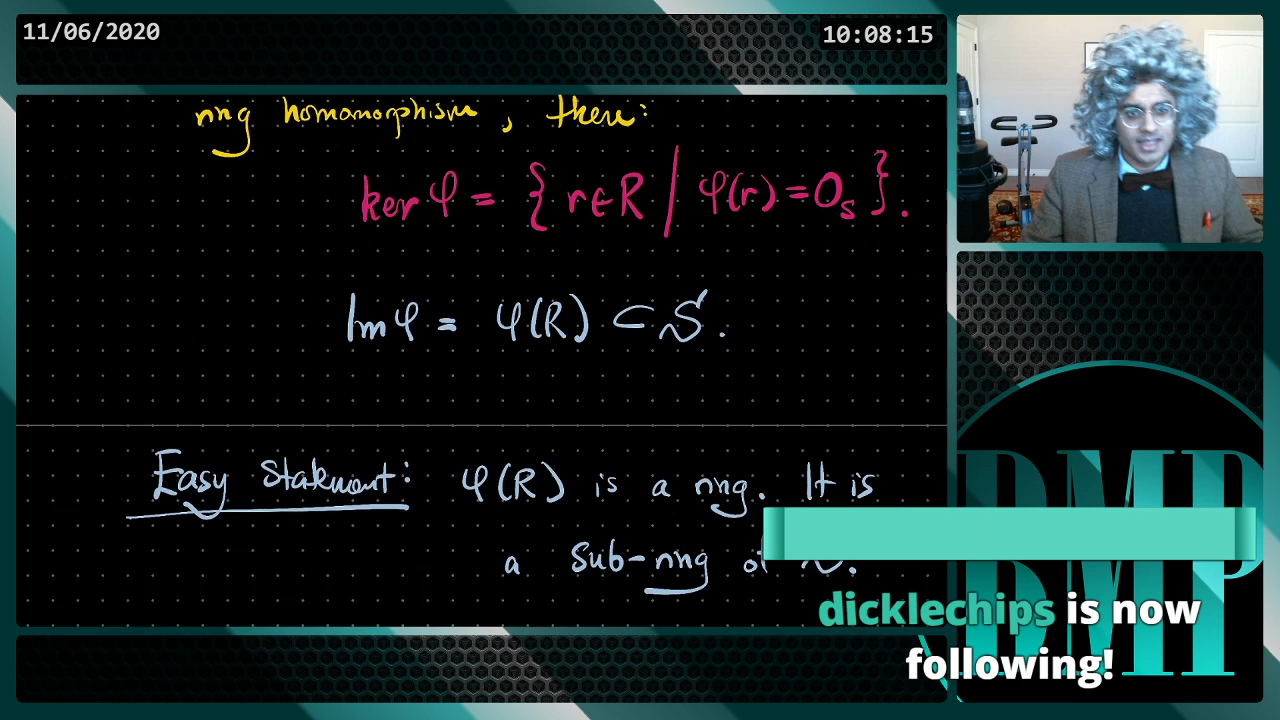 11/06/2020
10:08:15
ring homomorphism, then:
ker φ = { r ∈ R | φ(r) = 0_S }.
Im φ = φ(R) ⊂ S.
Easy Statement: φ(R) is a ring. It is
a sub-ring of S.
BMP
dicklechips is now
following!